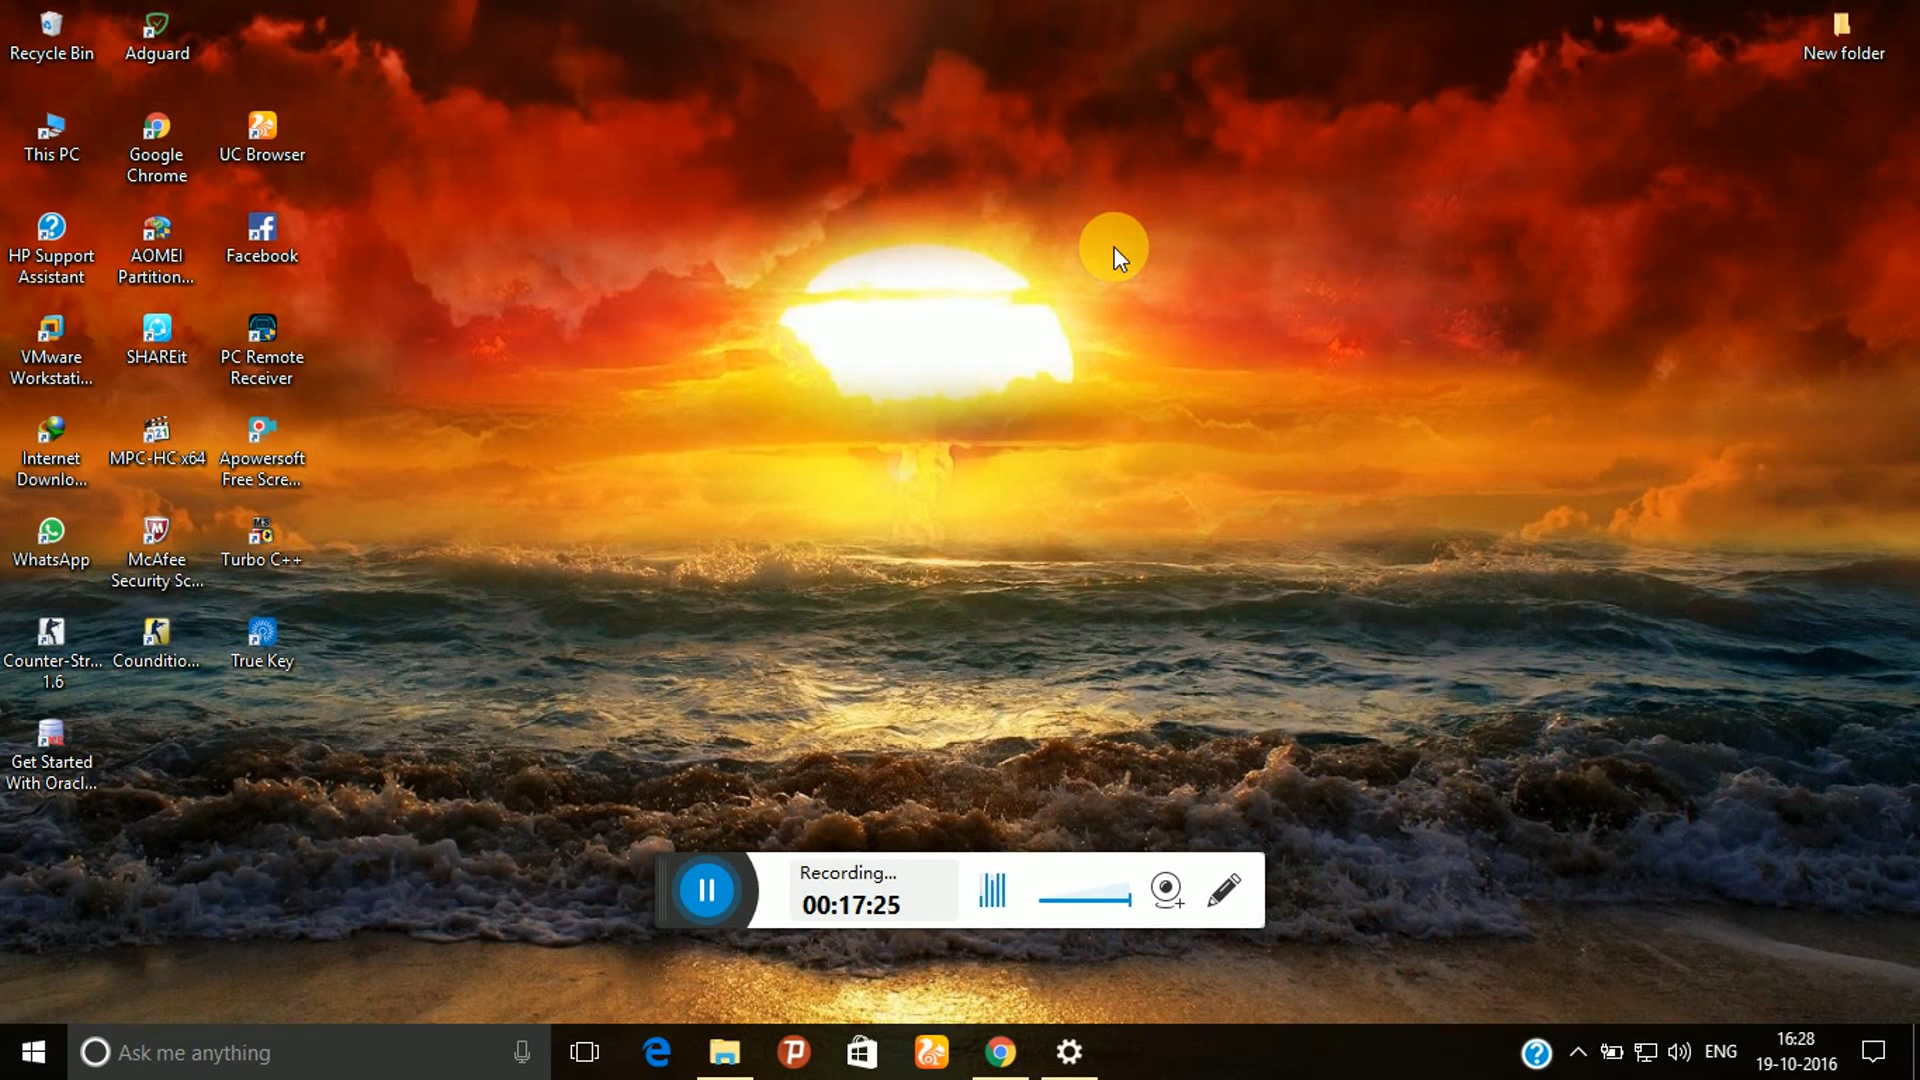 Recycle Bin
Adguard
New folder
This PC
Google
Chrome
UC Browser
HP Support
Assistant
AOMEI
Partition...
Facebook
VMware
Workstati...
SHAREit
PC Remote
Receiver
Internet
Downlo...
MPC-HC x64
Apowersoft
Free Scre...
WhatsApp
McAfee
Security Sc...
Turbo C++
Counter-Str...
1.6
Counditio...
True Key
Get Started
With Oracl...
Recording...
00:17:25
Ask me anything
ENG
16:28
19-10-2016